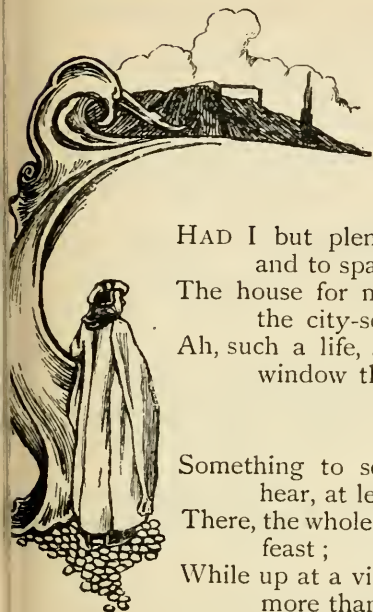 HAD I but
and to
The house for
the
Ah, such a life,
window
Something to
hear, at
There, the whole
feast ;
While up at a
more than